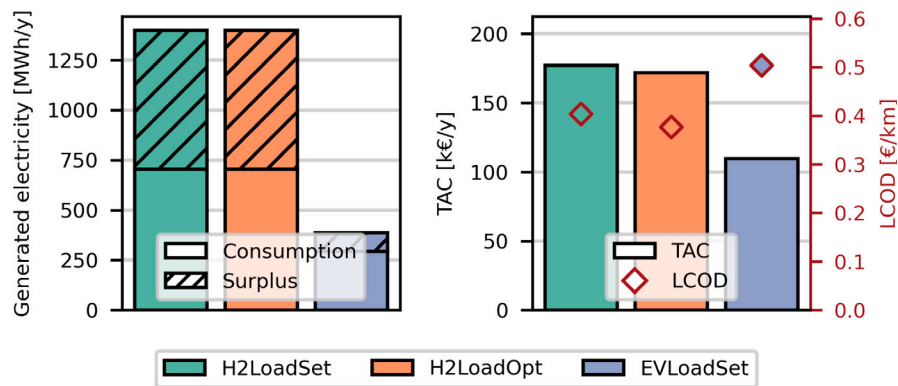 Generated electricity [MWh/y]
1250
1000
750
500
250
0
Consumption
Surplus
TAC [k€/y]
200
150
100
50
0
TAC
LCOD
0.6
0.5
0.4
0.3
0.2
0.1
0.0
LCOD [€/km]
H2LoadSet H2LoadOpt EVLoadSet